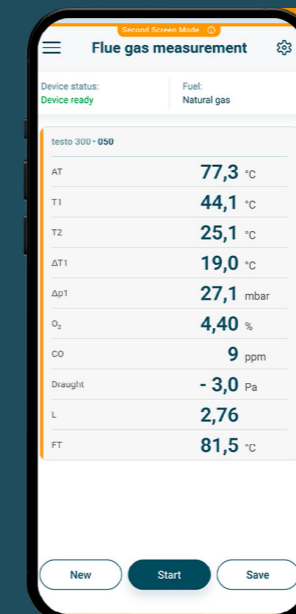 Second Screen Mode
Flue gas measurement
Device status:
Device ready
Fuel:
Natural gas
testo 300 - 050
AT 77,3 °C
T1 44,1 °C
T2 25,1 °C
ΔT1 19,0 °C
Δp1 27,1 mbar
O₂ 4,40 %
CO 9 ppm
Draught - 3,0 Pa
L 2,76
FT 81,5 °C
New Start Save